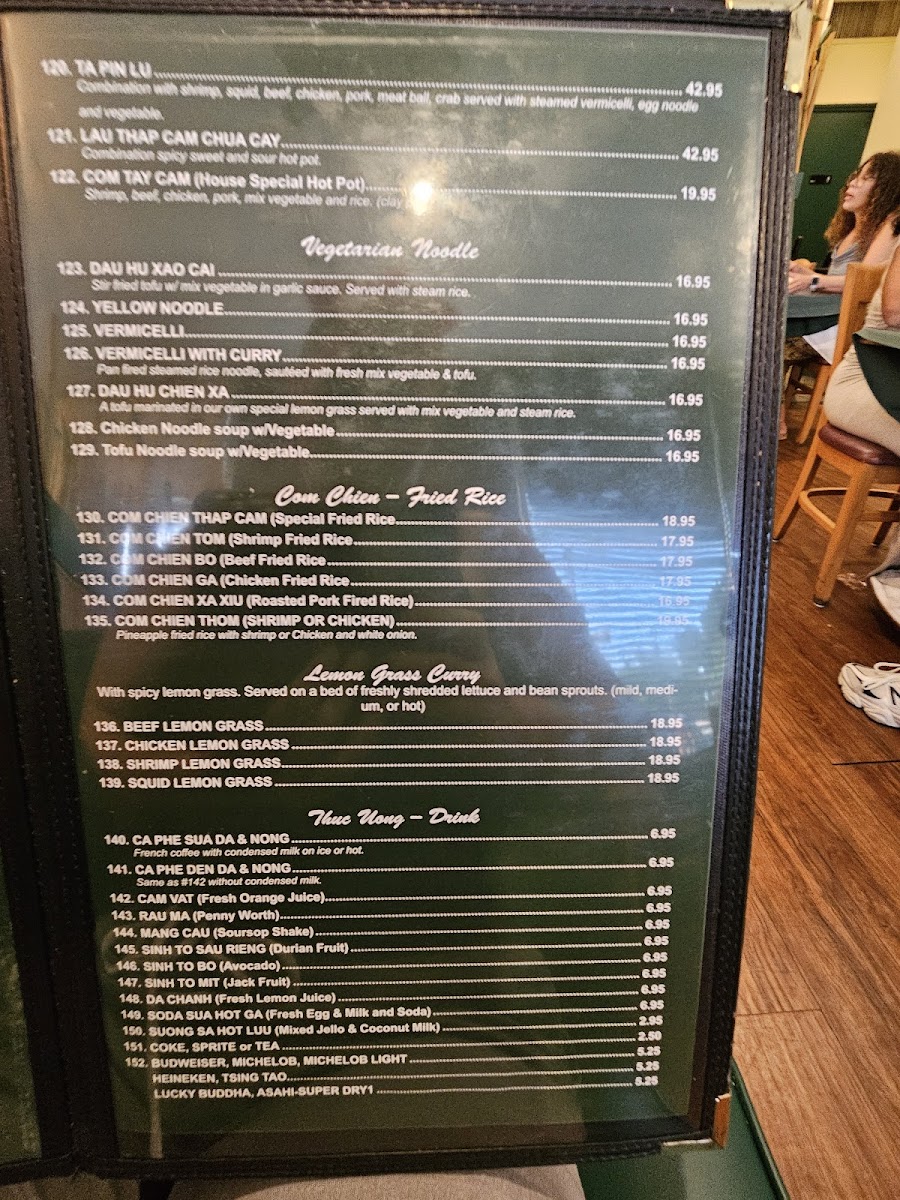 120. TA PIN LU ........ 42.95
Combination with shrimp, squid, beef, chicken, pork, meat ball, crab served with steamed vermicelli, egg noodle
and vegetable.
121. LAU THAP CAM CHUA CAY ........ 42.95
Combination spicy sweet and sour hot pot.
122. COM TAY CAM (House Special Hot Pot) ........ 19.95
Shrimp, beef, chicken, pork, mix vegetable and rice. (clay
Vegetarian Noodle
123. DAU HU XAO CAI ........ 16.95
Stir fried tofu w/ mix vegetable in garlic sauce. Served with steam rice.
124. YELLOW NOODLE ........ 16.95
125. VERMICELLI ........ 16.95
126. VERMICELLI WITH CURRY ........ 16.95
Pan fired steamed rice noodle, sautéed with fresh mix vegetable & tofu.
127. DAU HU CHIEN XA ........ 16.95
A tofu marinated in our own special lemon grass served with mix vegetable and steam rice.
128. Chicken Noodle soup w/Vegetable ........ 16.95
129. Tofu Noodle soup w/Vegetable ........ 16.95
Com Chien – Fried Rice
130. COM CHIEN THAP CAM (Special Fried Rice ........ 18.95
131. COM CHIEN TOM (Shrimp Fried Rice ........ 17.95
132. COM CHIEN BO (Beef Fried Rice ........ 17.95
133. COM CHIEN GA (Chicken Fried Rice ........ 17.95
134. COM CHIEN XA XIU (Roasted Pork Fired Rice) ........ 16.95
135. COM CHIEN THOM (SHRIMP OR CHICKEN) ........ 19.95
Pineapple fried rice with shrimp or Chicken and white onion.
Lemon Grass Curry
With spicy lemon grass. Served on a bed of freshly shredded lettuce and bean sprouts. (mild, medi-
um, or hot)
136. BEEF LEMON GRASS ........ 18.95
137. CHICKEN LEMON GRASS ........ 18.95
138. SHRIMP LEMON GRASS ........ 18.95
139. SQUID LEMON GRASS ........ 18.95
Thuc Uong – Drink
140. CA PHE SUA DA & NONG ........ 6.95
French coffee with condensed milk on ice or hot.
141. CA PHE DEN DA & NONG ........ 6.95
Same as #142 without condensed milk.
142. CAM VAT (Fresh Orange Juice) ........ 6.95
143. RAU MA (Penny Worth) ........ 6.95
144. MANG CAU (Soursop Shake) ........ 6.95
145. SINH TO SAU RIENG (Durian Fruit) ........ 6.95
146. SINH TO BO (Avocado) ........ 6.95
147. SINH TO MIT (Jack Fruit) ........ 6.95
148. DA CHANH (Fresh Lemon Juice) ........ 6.95
149. SODA SUA HOT GA (Fresh Egg & Milk and Soda) ........ 6.95
150. SUONG SA HOT LUU (Mixed Jello & Coconut Milk) ........ 2.95
151. COKE, SPRITE or TEA ........ 2.50
152. BUDWEISER, MICHELOB, MICHELOB LIGHT ........ 5.25
HEINEKEN, TSING TAO ........ 5.25
LUCKY BUDDHA, ASAHI-SUPER DRY1 ........